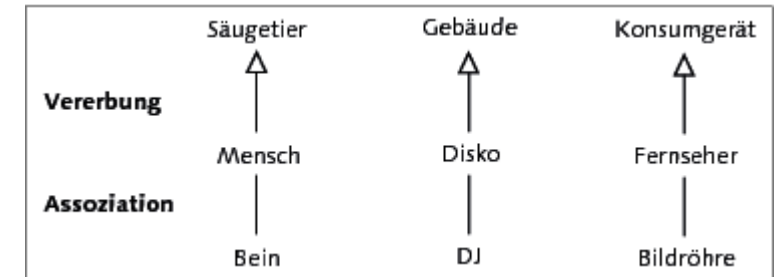 Säugetier Gebäude Konsumgerät
Vererbung
Mensch Disko Fernseher
Assoziation
Bein DJ Bildröhre